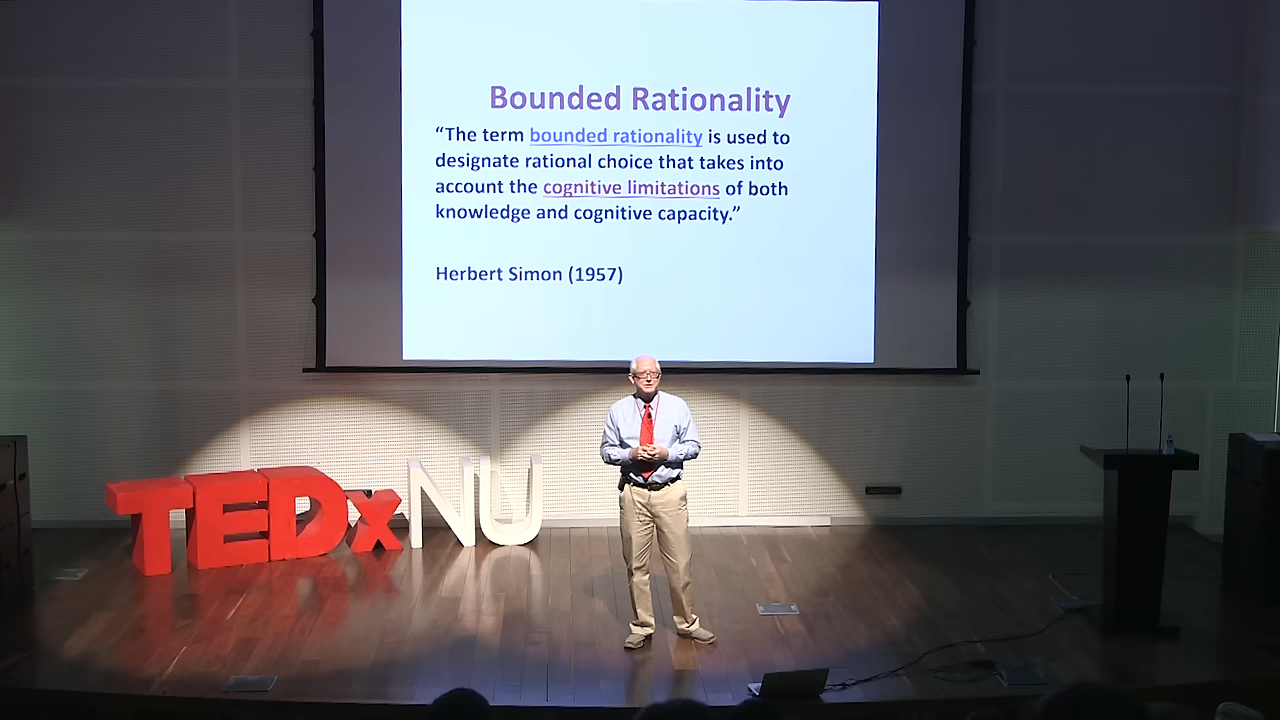 Bounded Rationality
“The term bounded rationality is used to
designate rational choice that takes into
account the cognitive limitations of both
knowledge and cognitive capacity.”
Herbert Simon (1957)
TEDxNU